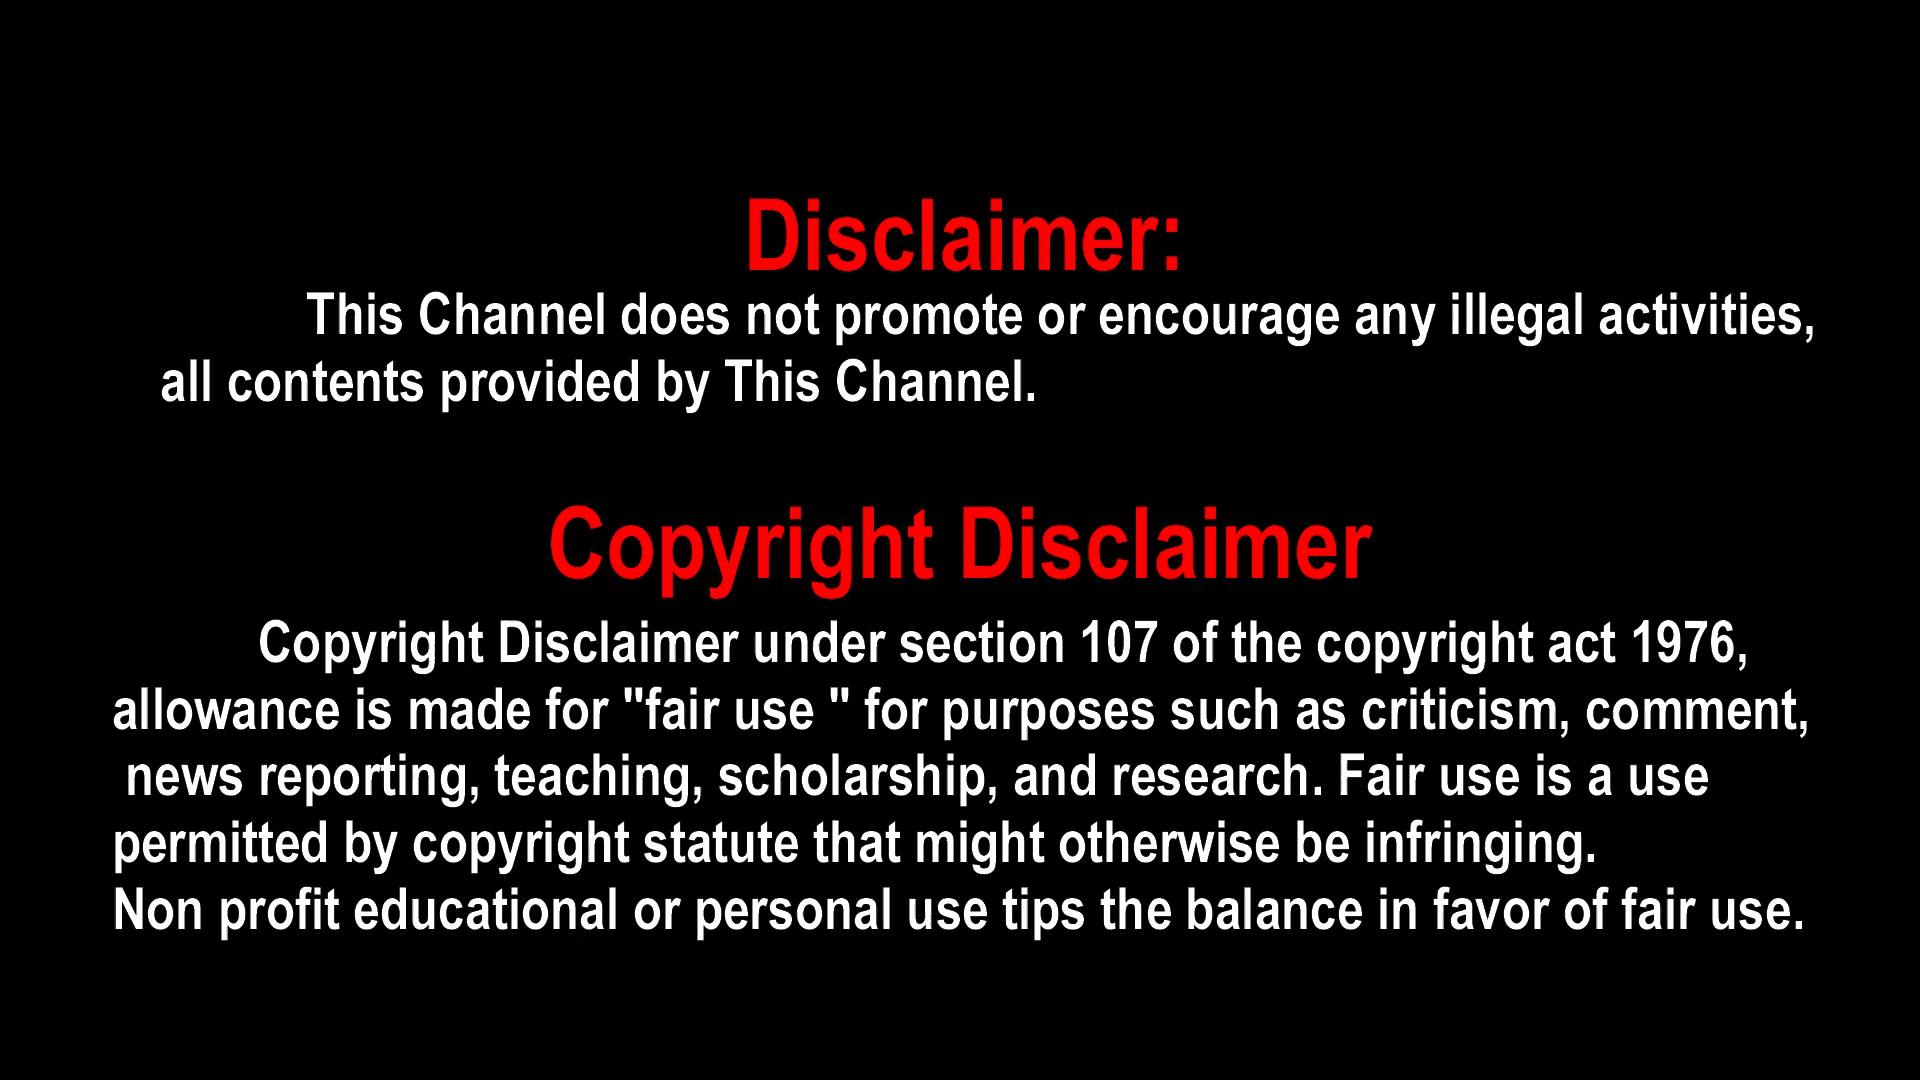 Disclaimer:
This Channel does not promote or encourage any illegal activities,
all contents provided by This Channel.
Copyright Disclaimer
Copyright Disclaimer under section 107 of the copyright act 1976,
allowance is made for "fair use " for purposes such as criticism, comment,
news reporting, teaching, scholarship, and research. Fair use is a use
permitted by copyright statute that might otherwise be infringing.
Non profit educational or personal use tips the balance in favor of fair use.